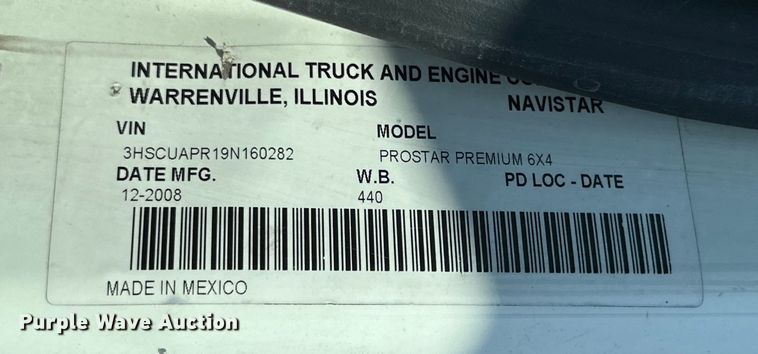 INTERNATIONAL TRUCK AND ENGINE
WARRENVILLE, ILLINOIS NAVISTAR
VIN MODEL
3HSCUAPR19N160282 PROSTAR PREMIUM 6X4
DATE MFG. W.B. PD LOC - DATE
12-2008 440
MADE IN MEXICO
Purple Wave Auction